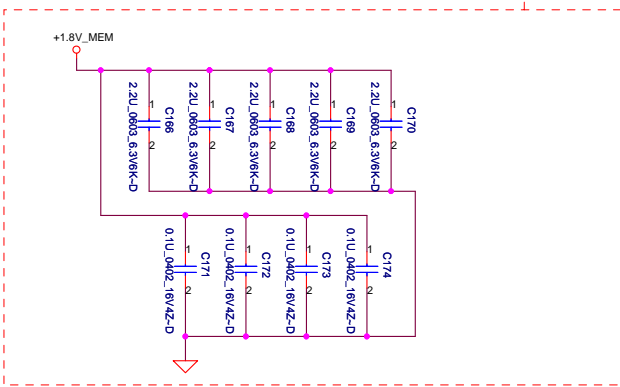 +1.8V_MEM
2.2U_0603_6.3V6K~D
1
2
C166
2.2U_0603_6.3V6K~D
1
2
C167
2.2U_0603_6.3V6K~D
1
2
C168
2.2U_0603_6.3V6K~D
1
2
C169
2.2U_0603_6.3V6K~D
1
2
C170
0.1U_0402_16V4Z~D
1
2
C171
0.1U_0402_16V4Z~D
1
2
C172
0.1U_0402_16V4Z~D
1
2
C173
0.1U_0402_16V4Z~D
1
2
C174